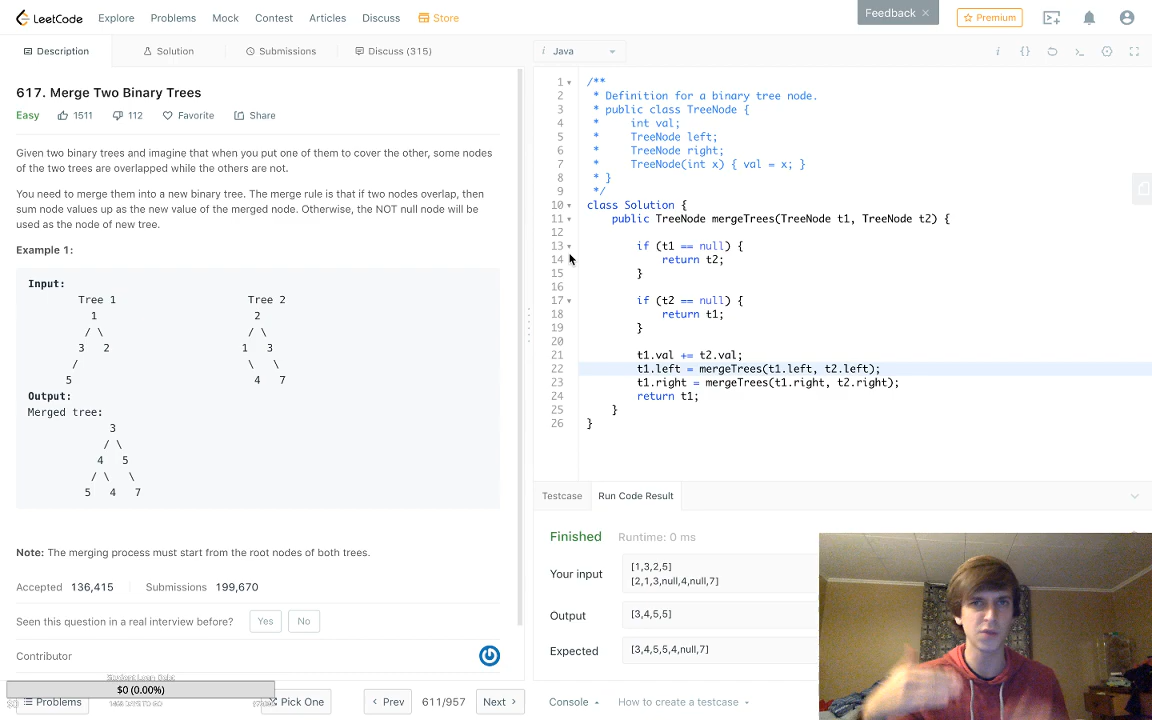 LeetCode Explore Problems Mock Contest Articles Discuss Store Feedback × Premium
Description Solution Submissions Discuss (315) i Java
617. Merge Two Binary Trees
Easy 1511 112 Favorite Share
Given two binary trees and imagine that when you put one of them to cover the other, some nodes
of the two trees are overlapped while the others are not.
You need to merge them into a new binary tree. The merge rule is that if two nodes overlap, then
sum node values up as the new value of the merged node. Otherwise, the NOT null node will be
used as the node of new tree.
Example 1:
Input:
Tree 1 Tree 2
1 2
/ \ / \
3 2 1 3
/ \ \
5 4 7
Output:
Merged tree:
3
/ \
4 5
/ \ \
5 4 7
Note: The merging process must start from the root nodes of both trees.
Accepted 136,415 Submissions 199,670
Seen this question in a real interview before? Yes No
Contributor
Student Loan Debt
$0 (0.00%)
Problems Pick One < Prev 611/957 Next >
1 /**
2 * Definition for a binary tree node.
3 * public class TreeNode {
4 *     int val;
5 *     TreeNode left;
6 *     TreeNode right;
7 *     TreeNode(int x) { val = x; }
8 * }
9 */
10 class Solution {
11     public TreeNode mergeTrees(TreeNode t1, TreeNode t2) {
12
13         if (t1 == null) {
14             return t2;
15         }
16
17         if (t2 == null) {
18             return t1;
19         }
20
21         t1.val += t2.val;
22         t1.left = mergeTrees(t1.left, t2.left);
23         t1.right = mergeTrees(t1.right, t2.right);
24         return t1;
25     }
26 }
Testcase Run Code Result
Finished Runtime: 0 ms
Your input [1,3,2,5]
[2,1,3,null,4,null,7]
Output [3,4,5,5]
Expected [3,4,5,5,4,null,7]
Console How to create a testcase